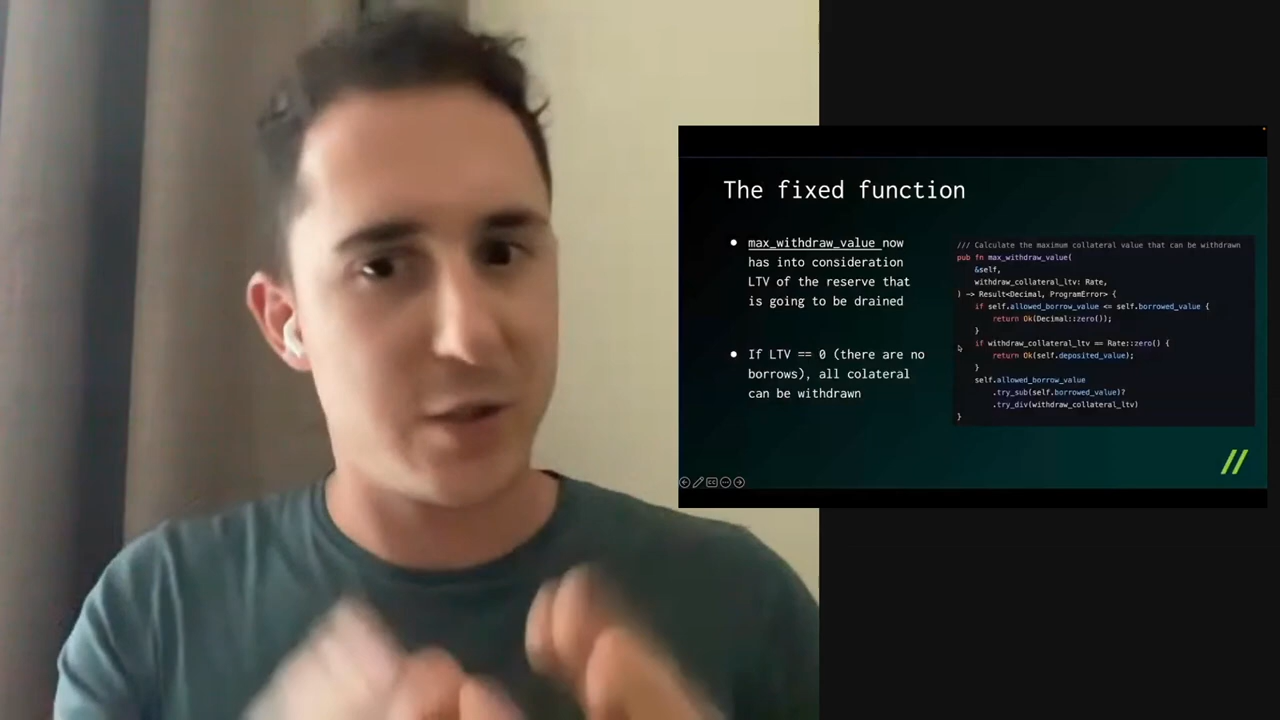 The fixed function
• max_withdraw_value now
has into consideration
LTV of the reserve that
is going to be drained
• If LTV == 0 (there are no
borrows), all colateral
can be withdrawn
/// Calculate the maximum collateral value that can be withdrawn
pub fn max_withdraw_value(
&self,
withdraw_collateral_ltv: Rate,
) -> Result<Decimal, ProgramError> {
if self.allowed_borrow_value <= self.borrowed_value {
return Ok(Decimal::zero());
}
if withdraw_collateral_ltv == Rate::zero() {
return Ok(self.deposited_value);
}
self.allowed_borrow_value
.try_sub(self.borrowed_value)?
.try_div(withdraw_collateral_ltv)
}